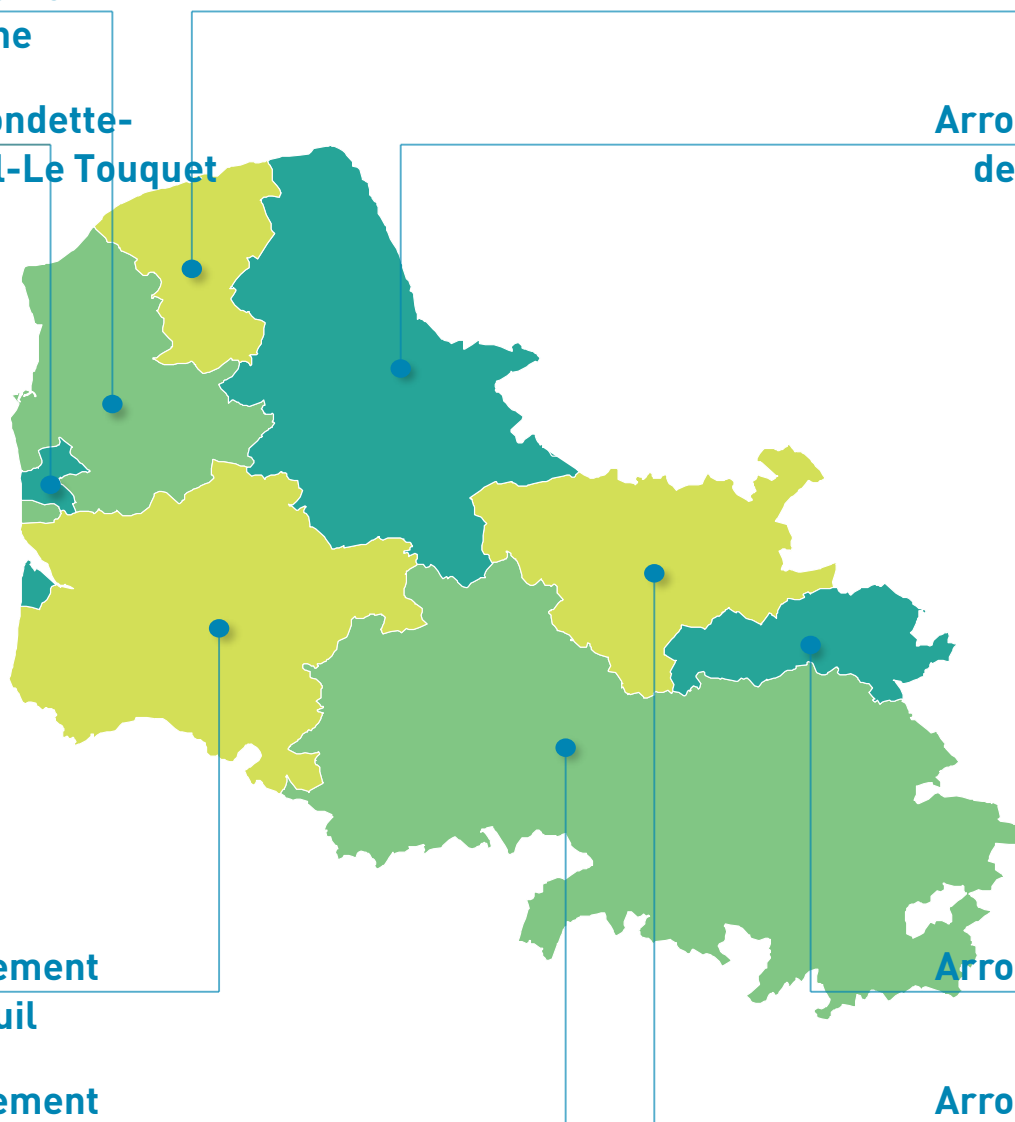 ne
ondette-
l-Le Touquet
Arro
de
ement
uil
Arro
ement
Arro